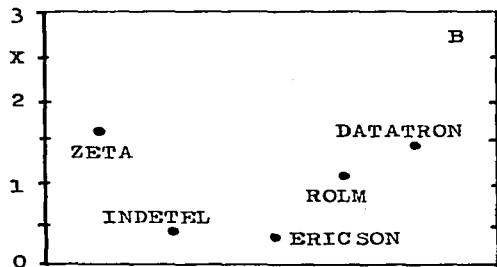 3
B
X
2
DATATRON
ZETA
1
ROLM
INDETEL
ERICSON
0